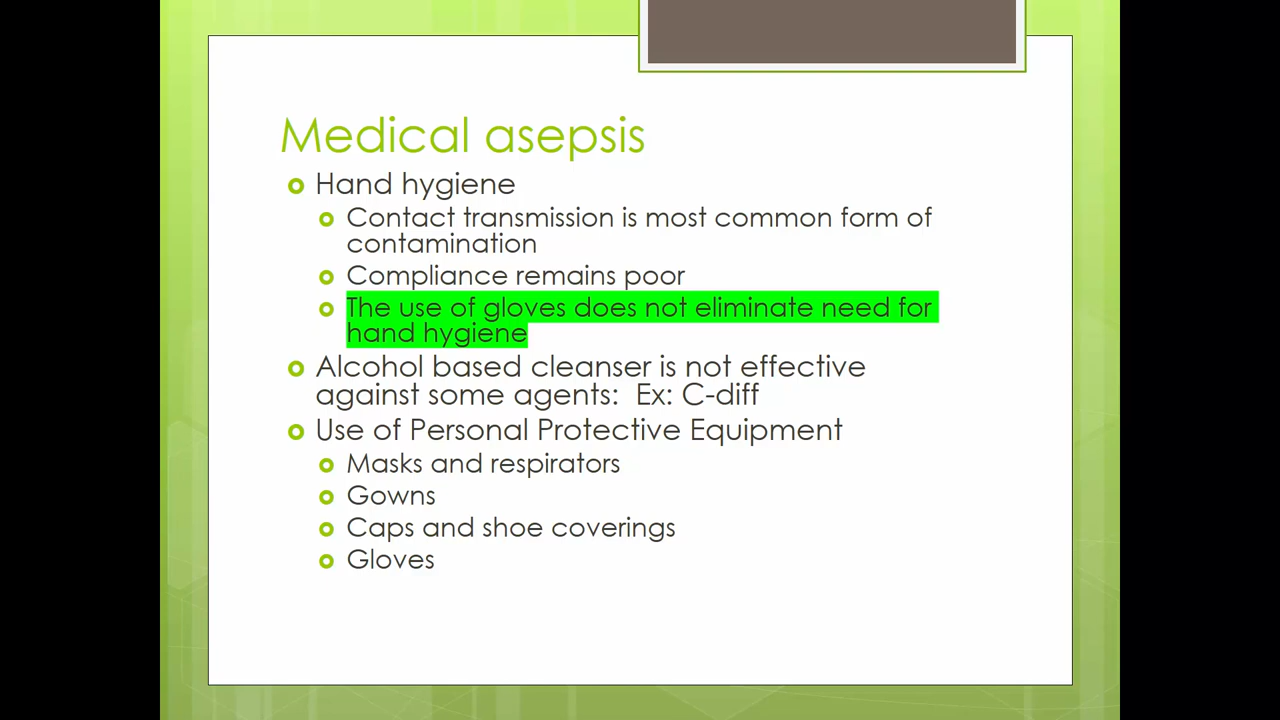 Medical asepsis
Hand hygiene
Contact transmission is most common form of
contamination
Compliance remains poor
The use of gloves does not eliminate need for
hand hygiene
Alcohol based cleanser is not effective
against some agents:  Ex: C-diff
Use of Personal Protective Equipment
Masks and respirators
Gowns
Caps and shoe coverings
Gloves